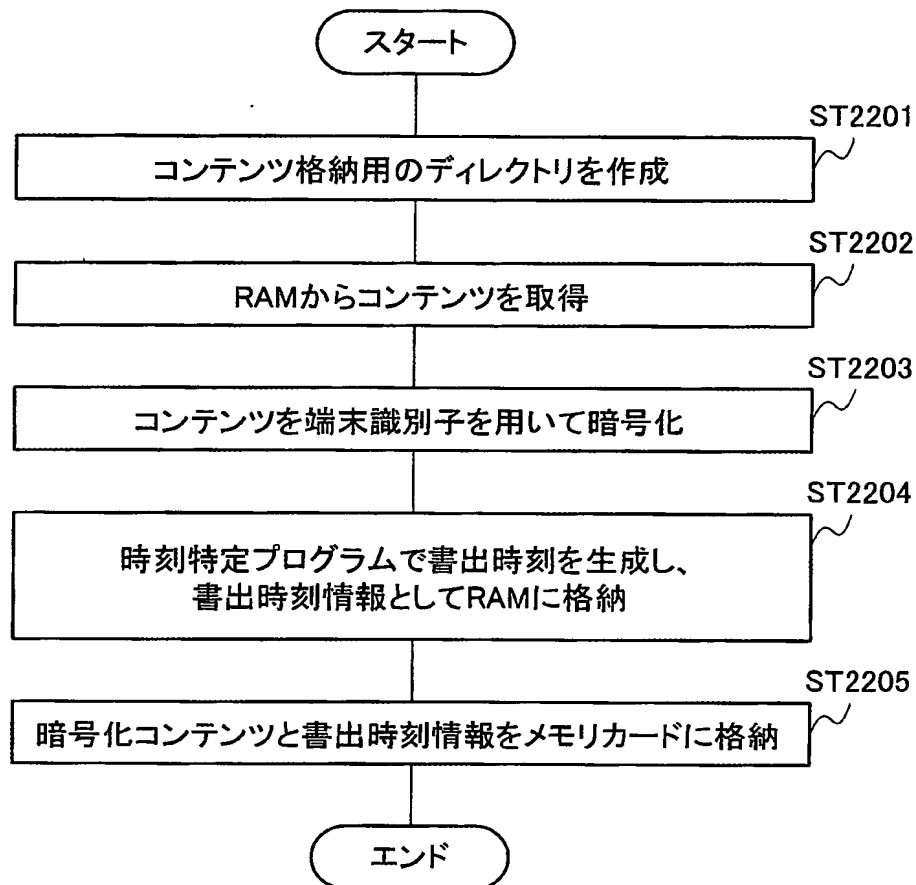 スタート
ST2201
コンテンツ格納用のディレクトリを作成
ST2202
RAMからコンテンツを取得
ST2203
コンテンツを端末識別子を用いて暗号化
ST2204
時刻特定プログラムで書出時刻を生成し、
書出時刻情報としてRAMに格納
ST2205
暗号化コンテンツと書出時刻情報をメモリカードに格納
エンド